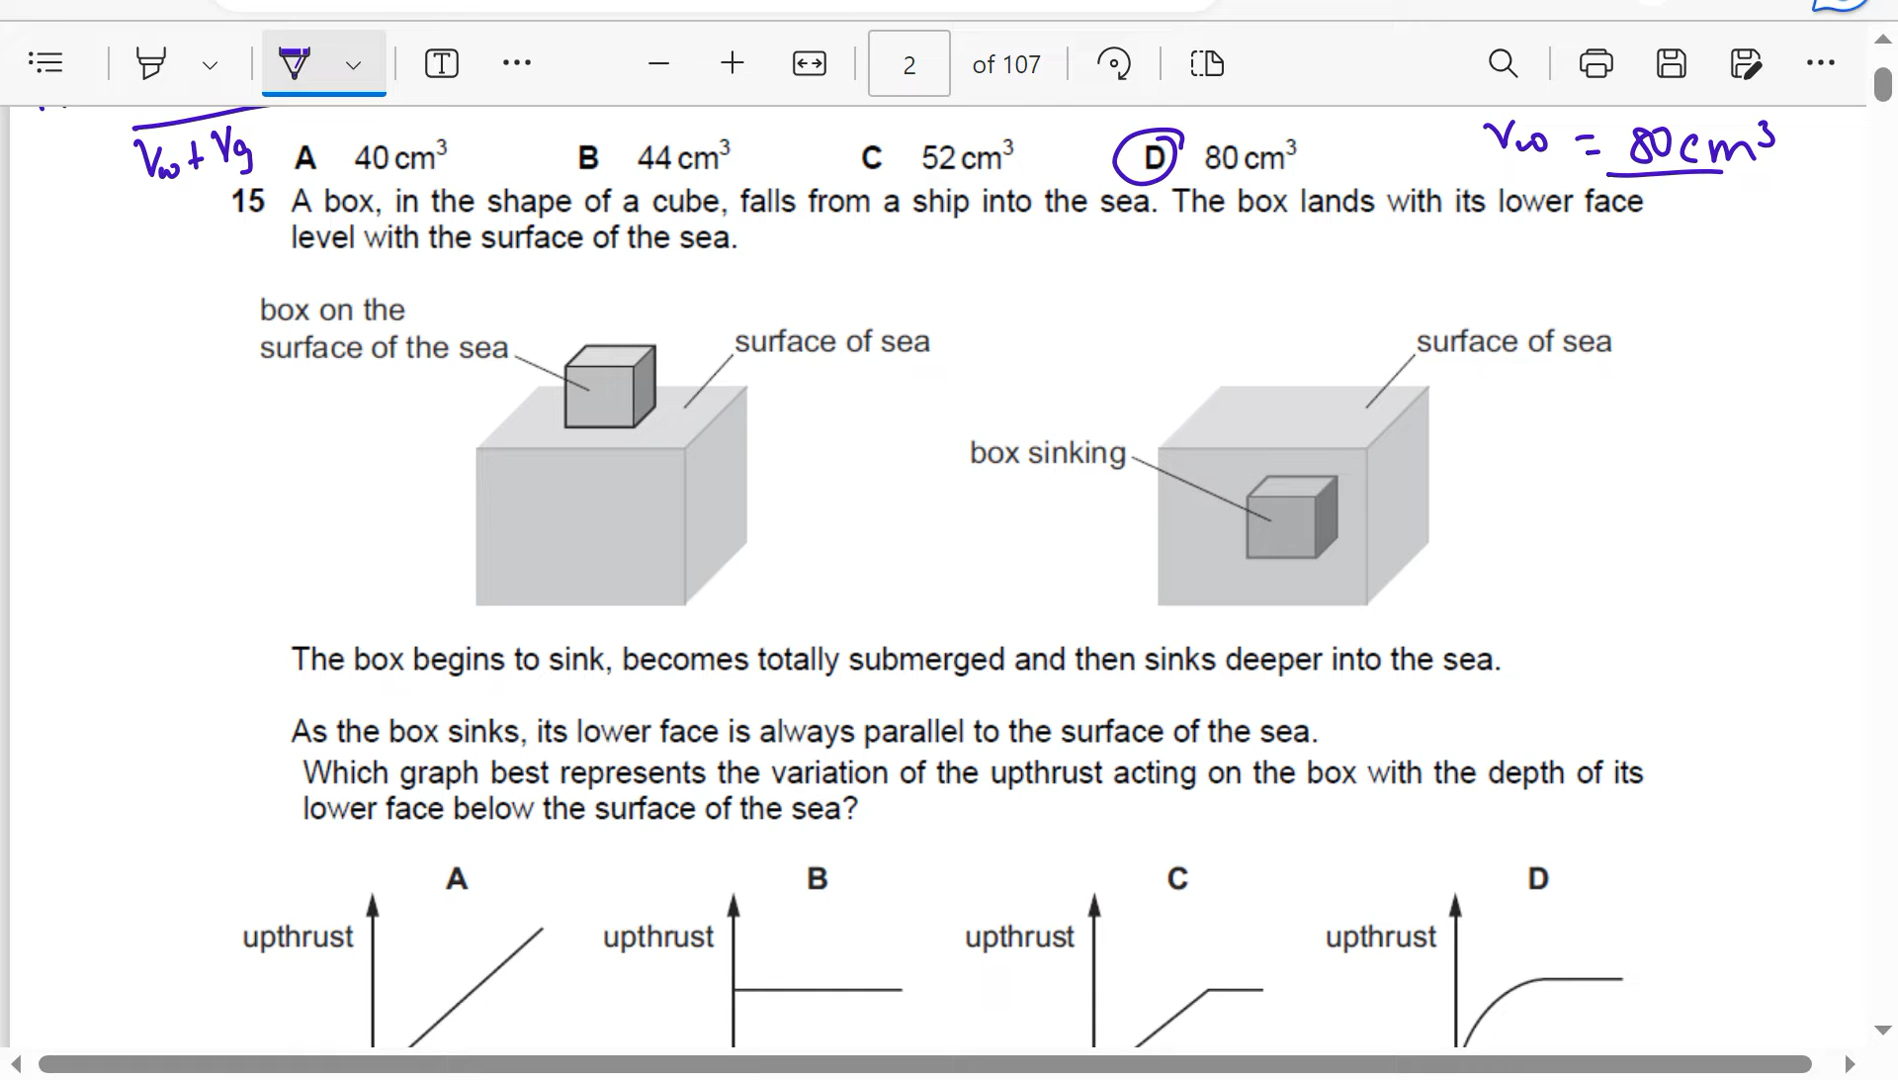 2 of 107
Vw + Vg
A 40 cm³ B 44 cm³ C 52 cm³ D 80 cm³
Vw = 80cm³
15 A box, in the shape of a cube, falls from a ship into the sea. The box lands with its lower face
level with the surface of the sea.
box on the
surface of the sea
surface of sea
surface of sea
box sinking
The box begins to sink, becomes totally submerged and then sinks deeper into the sea.
As the box sinks, its lower face is always parallel to the surface of the sea.
Which graph best represents the variation of the upthrust acting on the box with the depth of its
lower face below the surface of the sea?
A B C D
upthrust upthrust upthrust upthrust